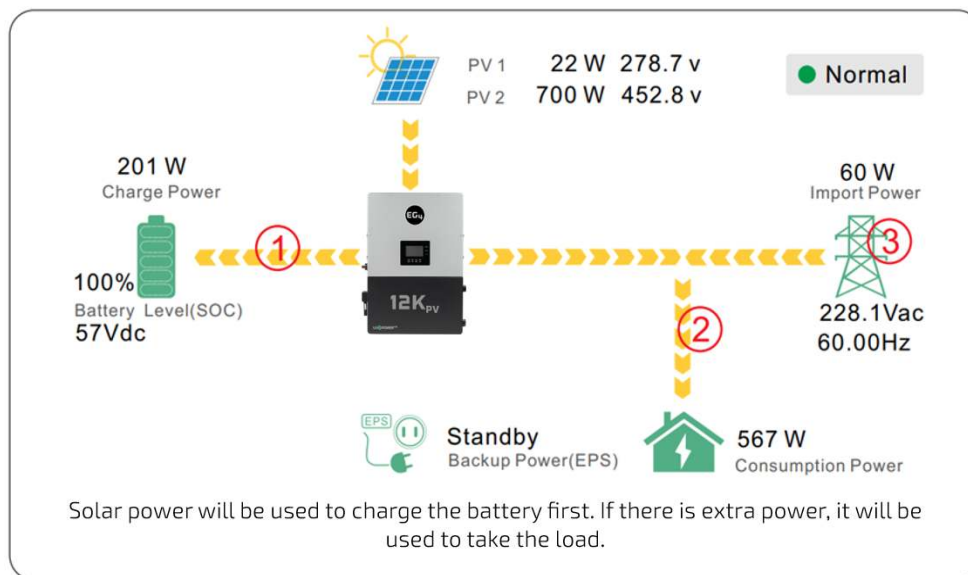 PV 1 22 W 278.7 v
PV 2 700 W 452.8 v
Normal
201 W
Charge Power
60 W
Import Power
EG4
1
3
100%
Battery Level(SOC)
57Vdc
12KPV
2
228.1Vac
60.00Hz
EPS
Standby
Backup Power(EPS)
567 W
Consumption Power
Solar power will be used to charge the battery first. If there is extra power, it will be
used to take the load.